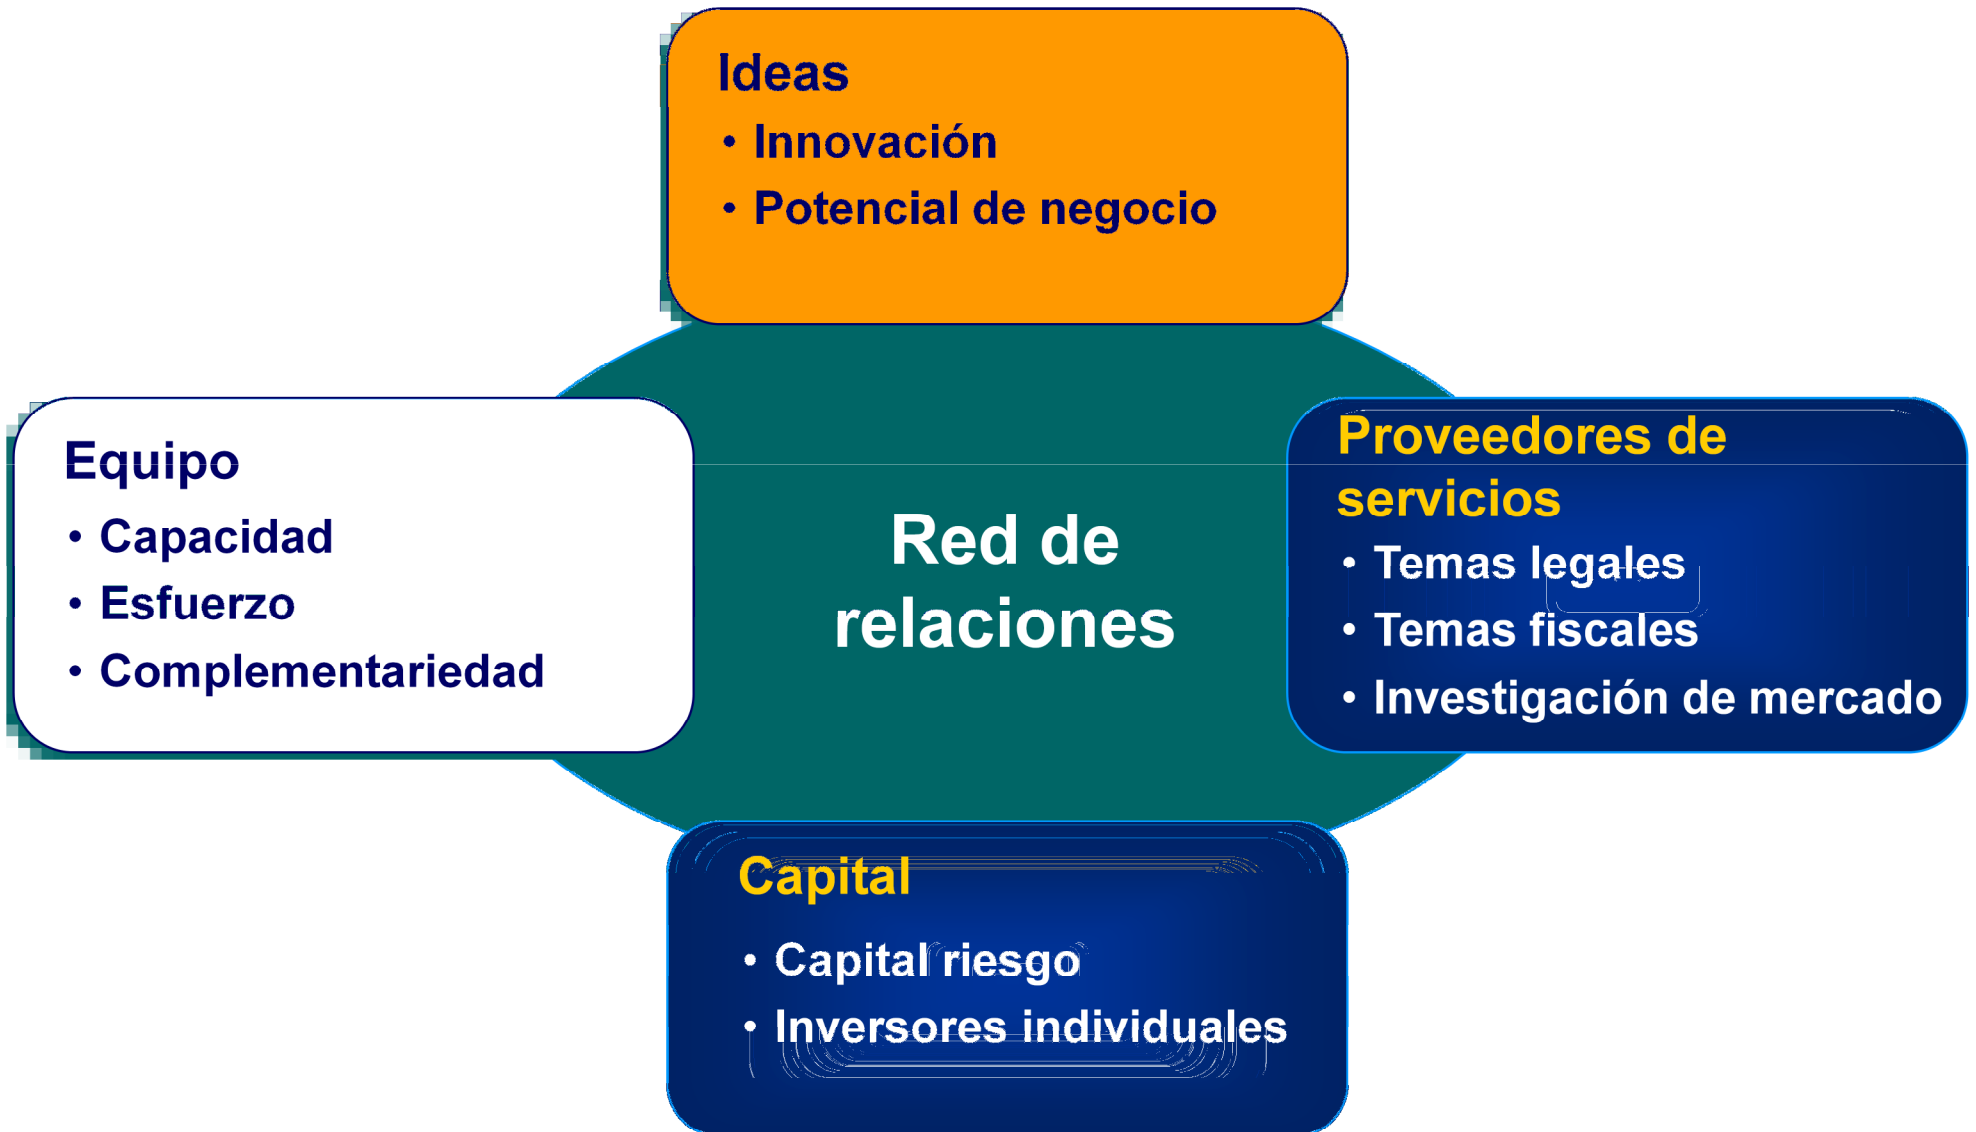 Ideas
• Innovación
• Potencial de negocio
Equipo
• Capacidad
• Esfuerzo
• Complementariedad
Red de
relaciones
Proveedores de
servicios
• Temas legales
• Temas fiscales
• Investigación de mercado
Capital
• Capital riesgo
• Inversores individuales